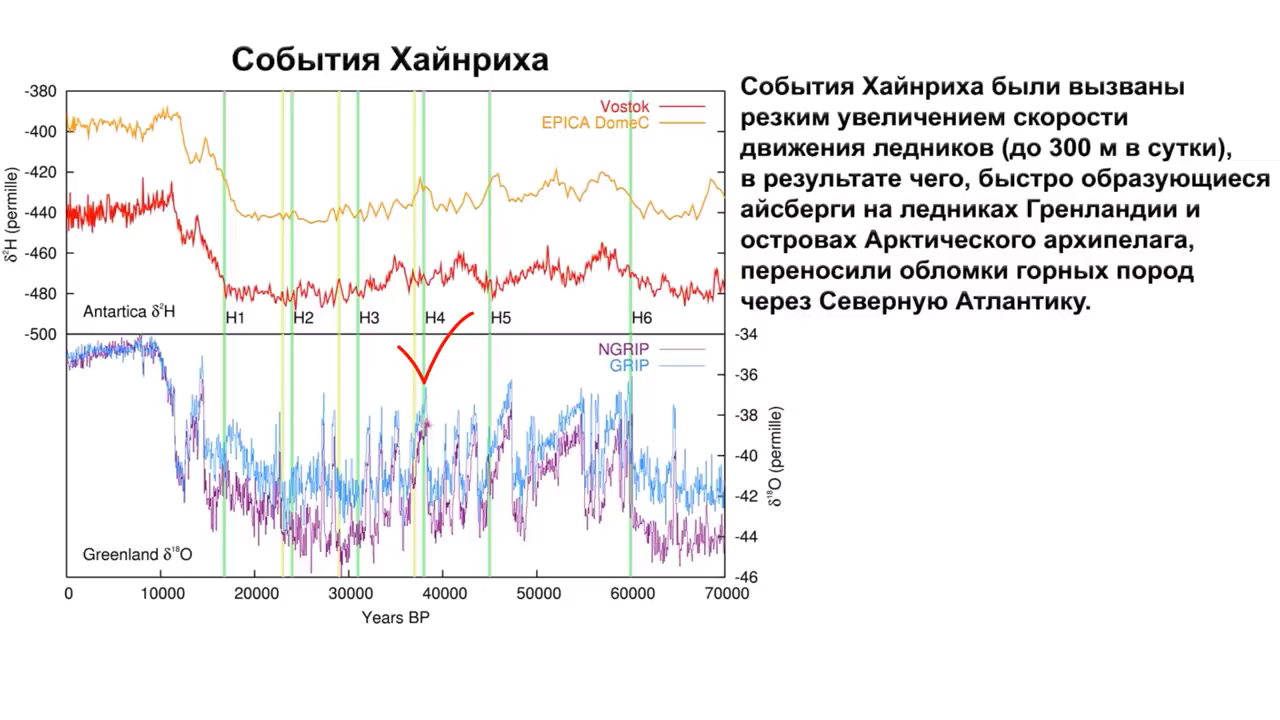 События Хайнриха
-380
-400
-420
-440
-460
-480
-500
δ²H (permille)
Vostok
EPICA DomeC
Antartica δ²H
H1
H2
H3
H4
H5
H6
NGRIP
GRIP
Greenland δ¹⁸O
-34
-36
-38
-40
-42
-44
-46
δ¹⁸O (permille)
0 10000 20000 30000 40000 50000 60000 70000
Years BP
События Хайнриха были вызваны
резким увеличением скорости
движения ледников (до 300 м в сутки),
в результате чего, быстро образующиеся
айсберги на ледниках Гренландии и
островах Арктического архипелага,
переносили обломки горных пород
через Северную Атлантику.